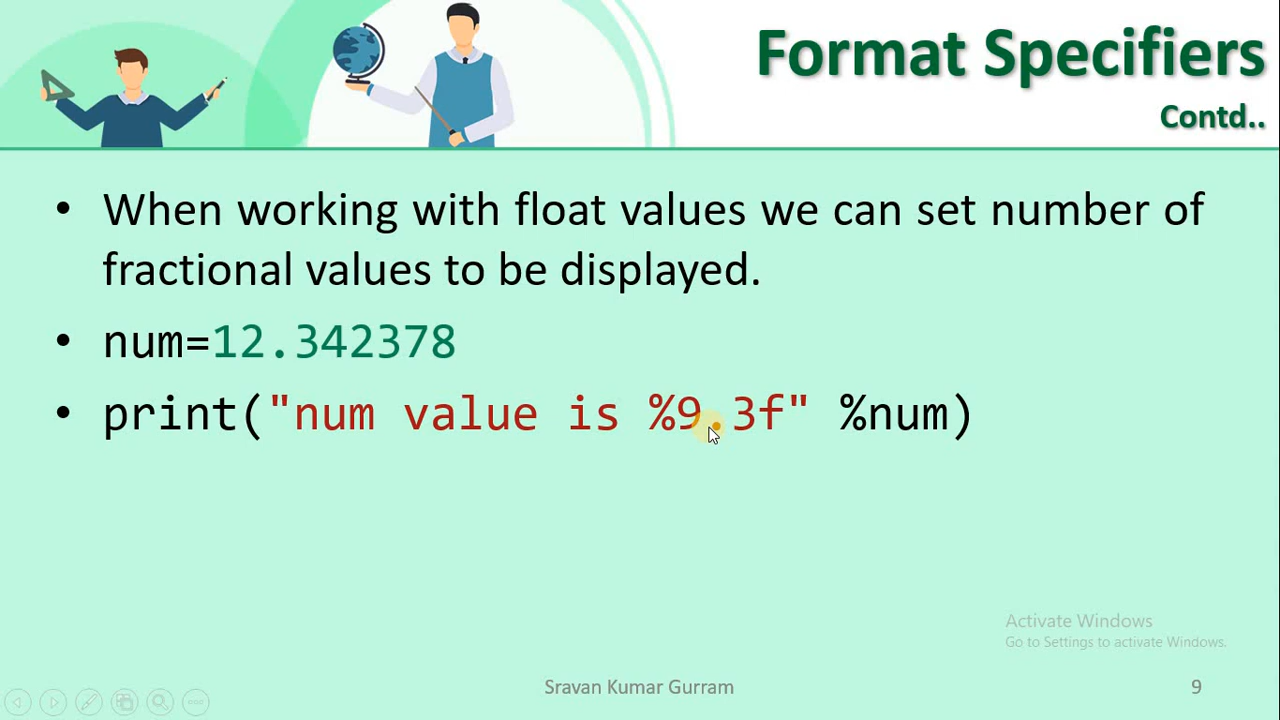 Format Specifiers
Contd..
• When working with float values we can set number of
fractional values to be displayed.
• num=12.342378
• print("num value is %9.3f" %num)
Activate Windows
Go to Settings to activate Windows.
Sravan Kumar Gurram
9